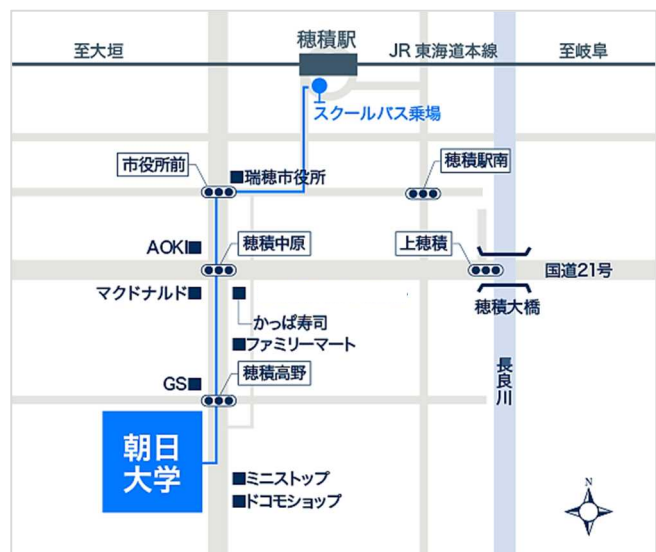 穂積駅
至大垣
JR東海道本線
至岐阜
スクールバス乗場
市役所前
■瑞穂市役所
穂積駅南
AOKI■
穂積中原
上穂積
国道21号
マクドナルド■
穂積大橋
かっぱ寿司
■ファミリーマート
GS■
穂積高野
長良川
朝日
大学
■ミニストップ
■ドコモショップ
N